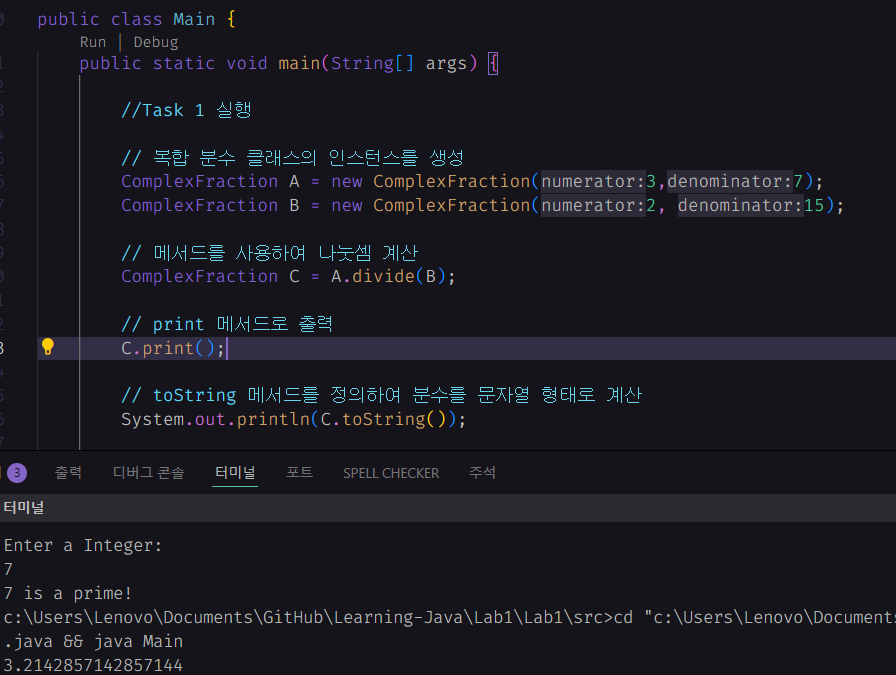 public class Main {
Run | Debug
public static void main(String[] args) {
//Task 1 실행
// 복합 분수 클래스의 인스턴스를 생성
ComplexFraction A = new ComplexFraction(numerator:3,denominator:7);
ComplexFraction B = new ComplexFraction(numerator:2, denominator:15);
// 메서드를 사용하여 나눗셈 계산
ComplexFraction C = A.divide(B);
// print 메서드로 출력
C.print();
// toString 메서드를 정의하여 분수를 문자열 형태로 계산
System.out.println(C.toString());
3 출력 디버그 콘솔 터미널 포트 SPELL CHECKER 주석
터미널
Enter a Integer:
7
7 is a prime!
c:\Users\Lenovo\Documents\GitHub\Learning-Java\Lab1\Lab1\src>cd "c:\Users\Lenovo\Documents
.java && java Main
3.2142857142857144